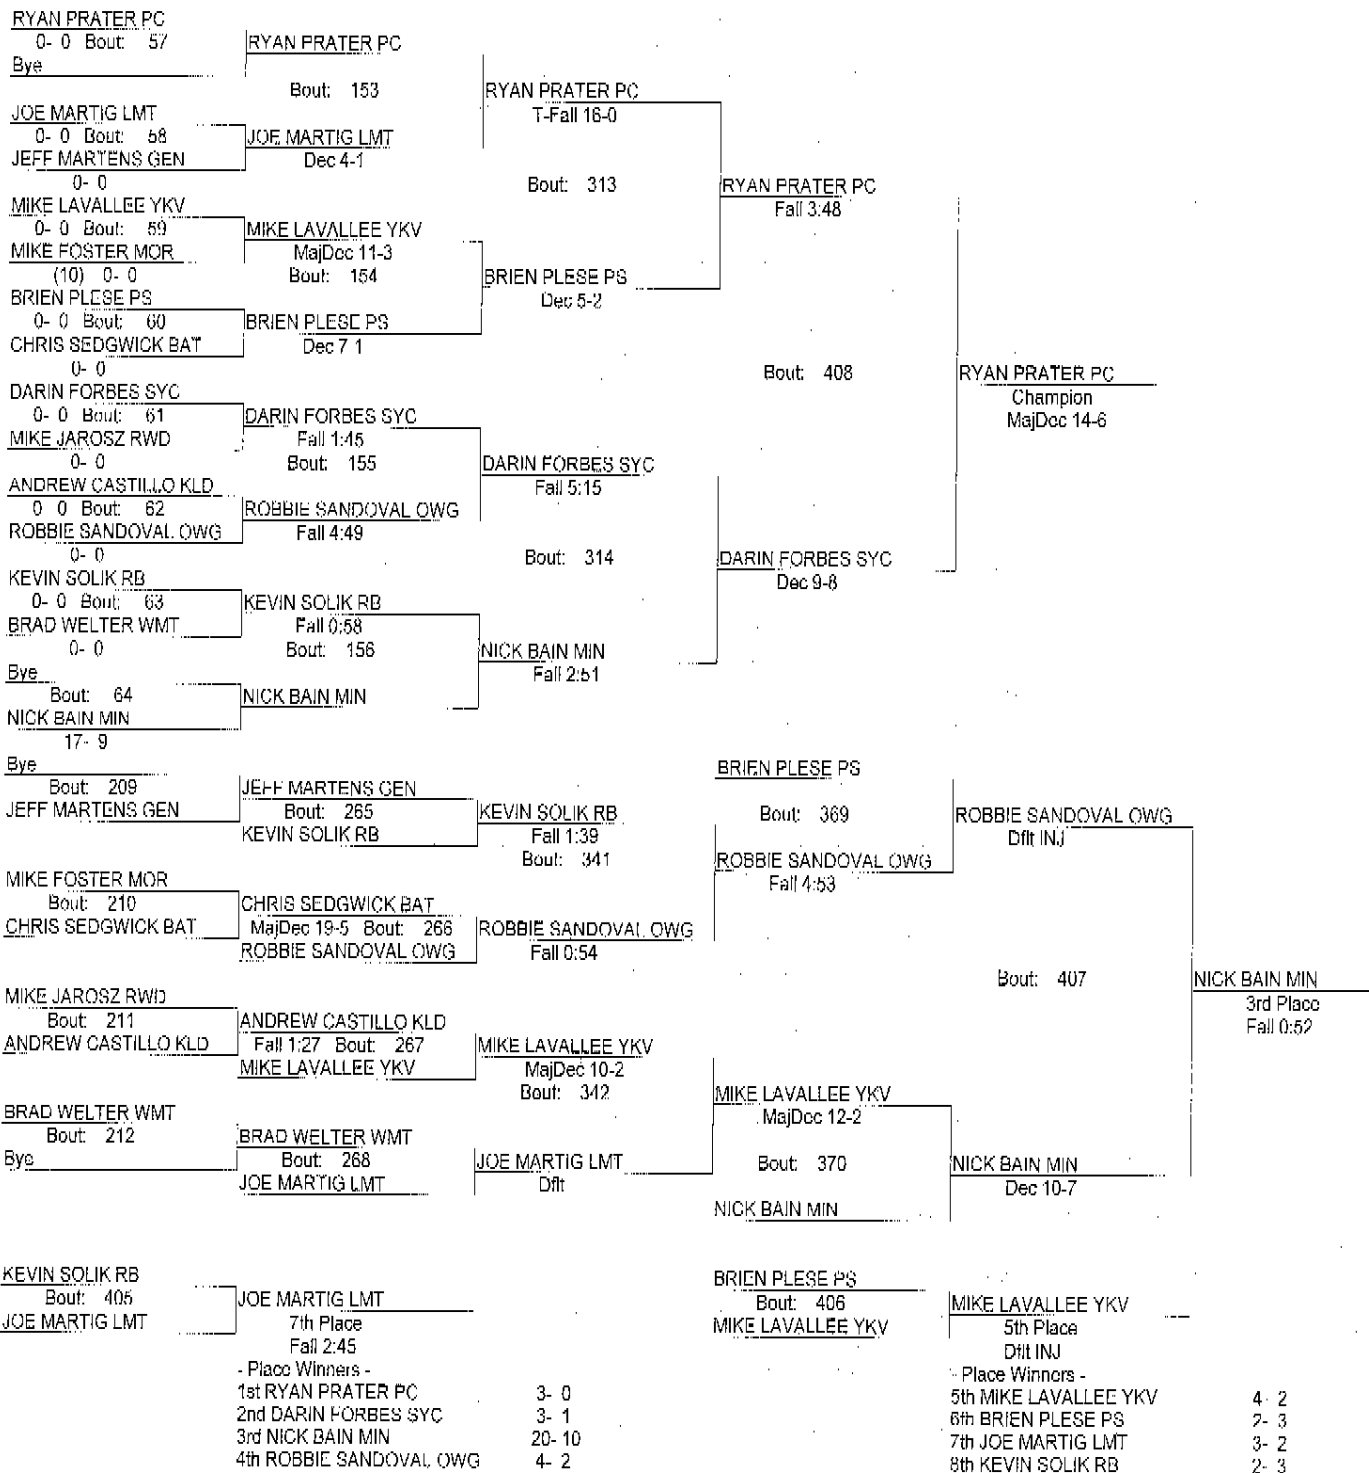 RYAN PRATER PC
0- 0 Bout: 57
Bye
RYAN PRATER PC
Bout: 153
JOE MARTIG LMT
0- 0 Bout: 58
JEFF MARTENS GEN
0- 0
JOE MARTIG LMT
Dec 4-1
RYAN PRATER PC
T-Fall 16-0
Bout: 313
MIKE LAVALLEE YKV
0- 0 Bout: 59
MIKE FOSTER MOR
(10) 0- 0
MIKE LAVALLEE YKV
MajDec 11-3
Bout: 154
BRIEN PLESE PS
0- 0 Bout: 60
CHRIS SEDGWICK BAT
0- 0
BRIEN PLESE PS
Dec 7 1
BRIEN PLESE PS
Dec 5-2
RYAN PRATER PC
Fall 3:48
Bout: 408
DARIN FORBES SYC
0- 0 Bout: 61
MIKE JAROSZ RWD
0- 0
DARIN FORBES SYC
Fall 1:45
Bout: 155
ANDREW CASTILLO KLD
0 0 Bout: 62
ROBBIE SANDOVAL OWG
0- 0
ROBBIE SANDOVAL OWG
Fall 4:49
DARIN FORBES SYC
Fall 5:15
Bout: 314
KEVIN SOLIK RB
0- 0 Bout: 63
BRAD WELTER WMT
0- 0
KEVIN SOLIK RB
Fall 0:58
Bout: 156
Bye
Bout: 64
NICK BAIN MIN
17- 9
NICK BAIN MIN
NICK BAIN MIN
Fall 2:51
DARIN FORBES SYC
Dec 9-8
RYAN PRATER PC
Champion
MajDec 14-6
Bye
Bout: 209
JEFF MARTENS GEN
JEFF MARTENS GEN
Bout: 265
KEVIN SOLIK RB
KEVIN SOLIK RB
Fall 1:39
Bout: 341
MIKE FOSTER MOR
Bout: 210
CHRIS SEDGWICK BAT
CHRIS SEDGWICK BAT
MajDec 19-5 Bout: 266
ROBBIE SANDOVAL OWG
ROBBIE SANDOVAL OWG
Fall 0:54
BRIEN PLESE PS
Bout: 369
ROBBIE SANDOVAL OWG
Fall 4:53
ROBBIE SANDOVAL OWG
Dflt INJ
Bout: 407
MIKE JAROSZ RWD
Bout: 211
ANDREW CASTILLO KLD
ANDREW CASTILLO KLD
Fall 1:27 Bout: 267
MIKE LAVALLEE YKV
MIKE LAVALLEE YKV
MajDec 10-2
Bout: 342
BRAD WELTER WMT
Bout: 212
Bye
BRAD WELTER WMT
Bout: 268
JOE MARTIG LMT
JOE MARTIG LMT
Dflt
MIKE LAVALLEE YKV
MajDec 12-2
Bout: 370
NICK BAIN MIN
NICK BAIN MIN
Dec 10-7
NICK BAIN MIN
3rd Place
Fall 0:52
KEVIN SOLIK RB
Bout: 405
JOE MARTIG LMT
JOE MARTIG LMT
7th Place
Fall 2:45
- Place Winners -
1st RYAN PRATER PC 3- 0
2nd DARIN FORBES SYC 3- 1
3rd NICK BAIN MIN 20- 10
4th ROBBIE SANDOVAL OWG 4- 2
BRIEN PLESE PS
Bout: 406
MIKE LAVALLEE YKV
MIKE LAVALLEE YKV
5th Place
Dflt INJ
- Place Winners -
5th MIKE LAVALLEE YKV 4- 2
6th BRIEN PLESE PS 2- 3
7th JOE MARTIG LMT 3- 2
8th KEVIN SOLIK RB 2- 3